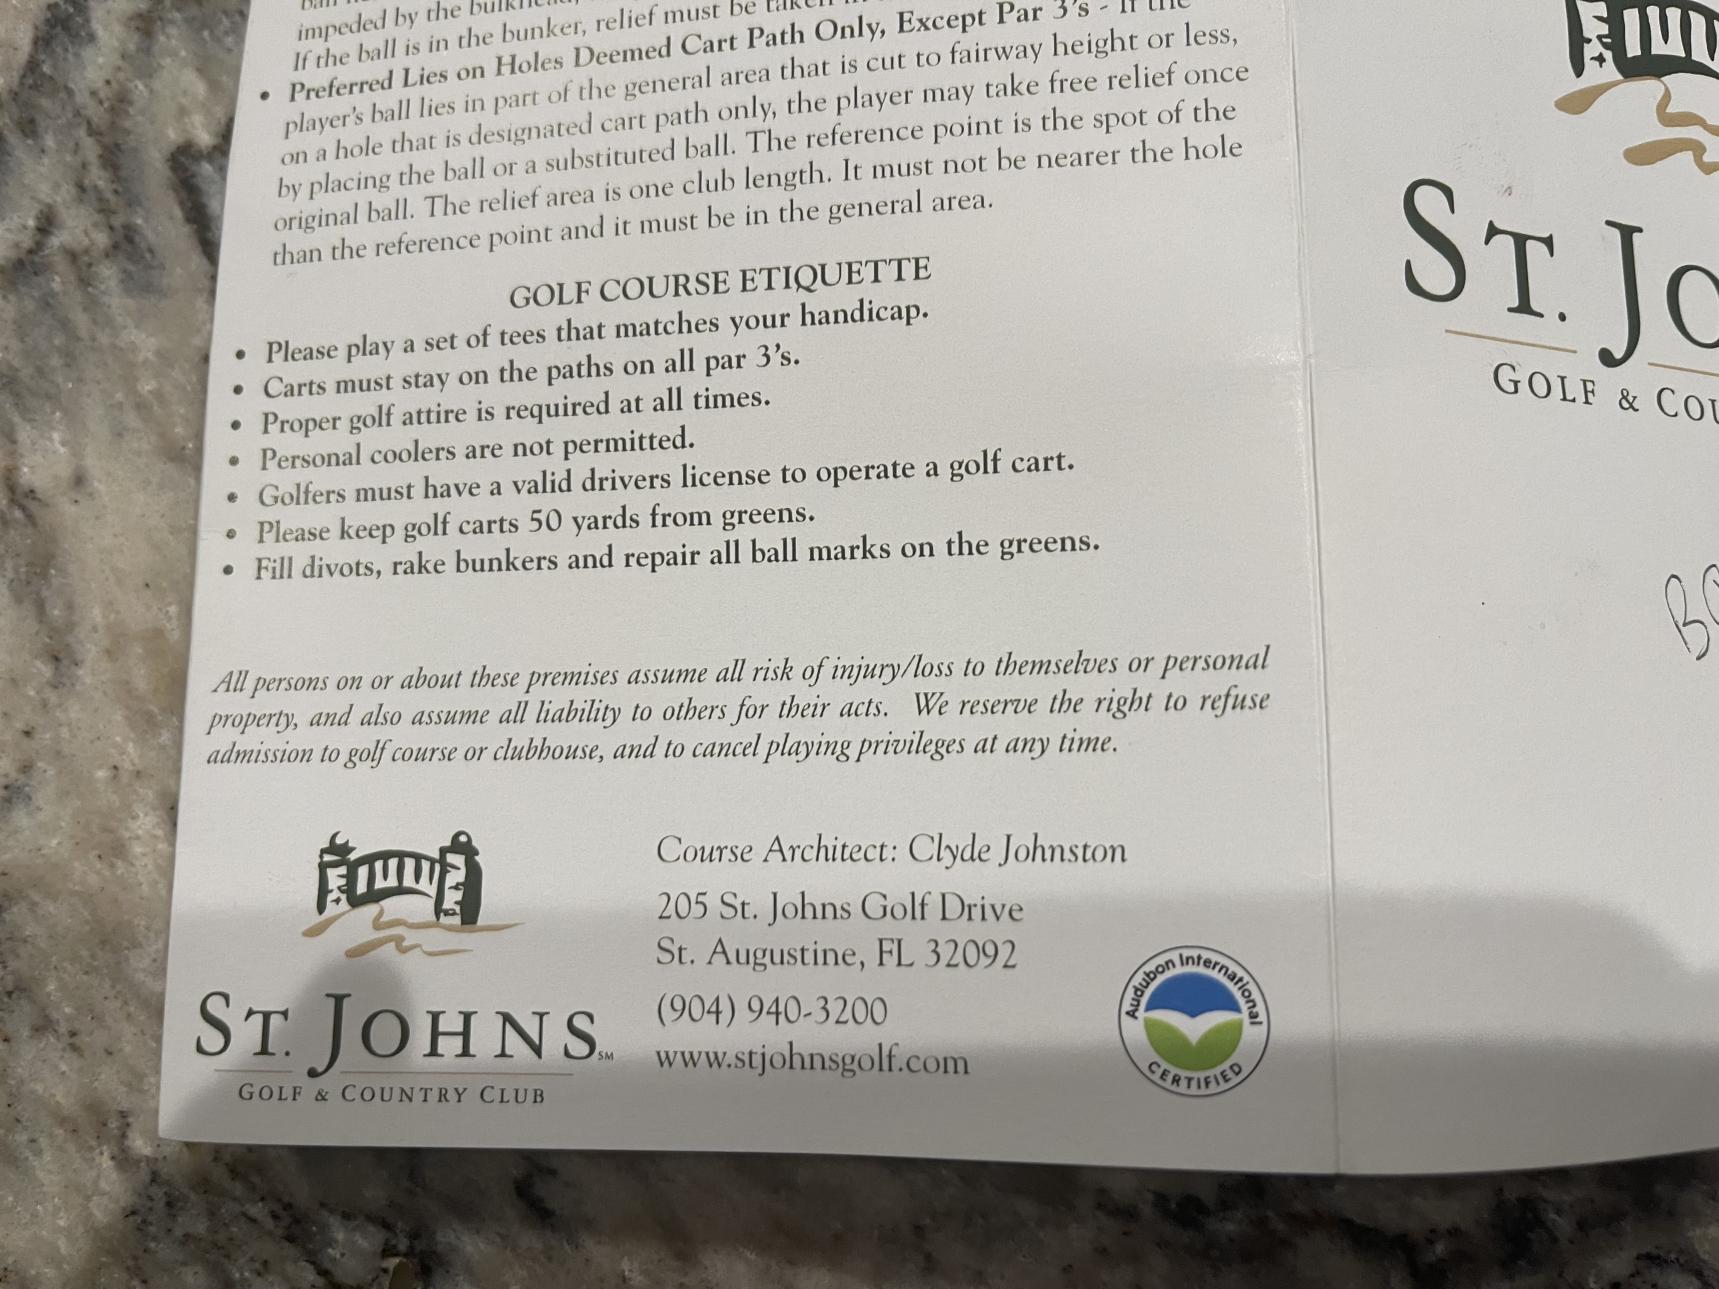 impeded by the bulkhead, relief must be taken
If the ball is in the bunker, relief must be
• Preferred Lies on Holes Deemed Cart Path Only, Except Par 3's - If the
player's ball lies in part of the general area that is cut to fairway height or less,
on a hole that is designated cart path only, the player may take free relief once
by placing the ball or a substituted ball. The reference point is the spot of the
original ball. The relief area is one club length. It must not be nearer the hole
than the reference point and it must be in the general area.
GOLF COURSE ETIQUETTE
• Please play a set of tees that matches your handicap.
• Carts must stay on the paths on all par 3's.
• Proper golf attire is required at all times.
• Personal coolers are not permitted.
• Golfers must have a valid drivers license to operate a golf cart.
• Please keep golf carts 50 yards from greens.
• Fill divots, rake bunkers and repair all ball marks on the greens.
All persons on or about these premises assume all risk of injury/loss to themselves or personal
property, and also assume all liability to others for their acts. We reserve the right to refuse
admission to golf course or clubhouse, and to cancel playing privileges at any time.
ST. JOHNS SM
GOLF & COUNTRY CLUB
Course Architect: Clyde Johnston
205 St. Johns Golf Drive
St. Augustine, FL 32092
(904) 940-3200
www.stjohnsgolf.com
Audubon International
CERTIFIED
ST. JO
GOLF & COU